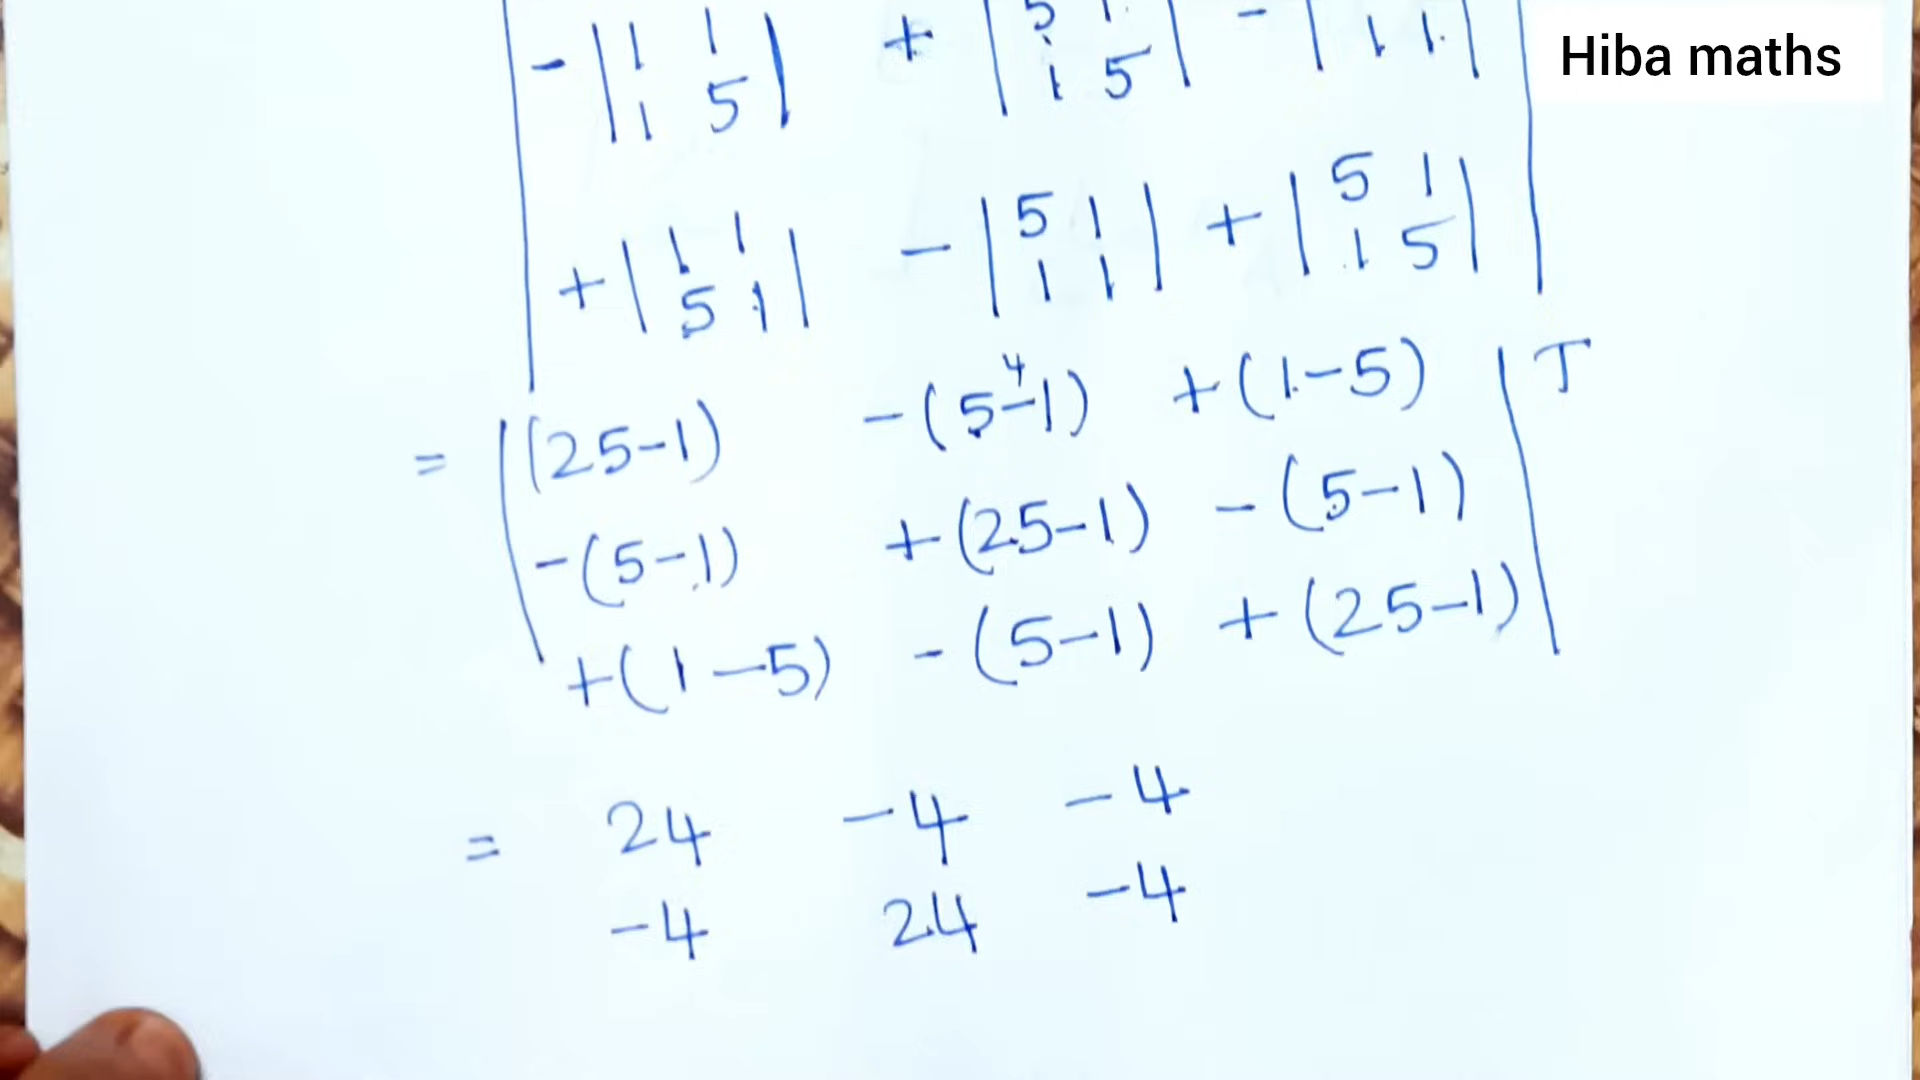 Hiba maths
- | 1 1 | + | 5 1 | - | |
| 1 5 | | 1 5 | | 1 1 |
+ | 1 1 | - | 5 1 | + | 5 1 |
| 5 1 | | 1 1 | | 1 5 |
4
= | (25-1) -(5-1) +(1-5) | T
-(5-1) +(25-1) -(5-1)
+(1-5) -(5-1) +(25-1)
= 24 -4 -4
-4 24 -4